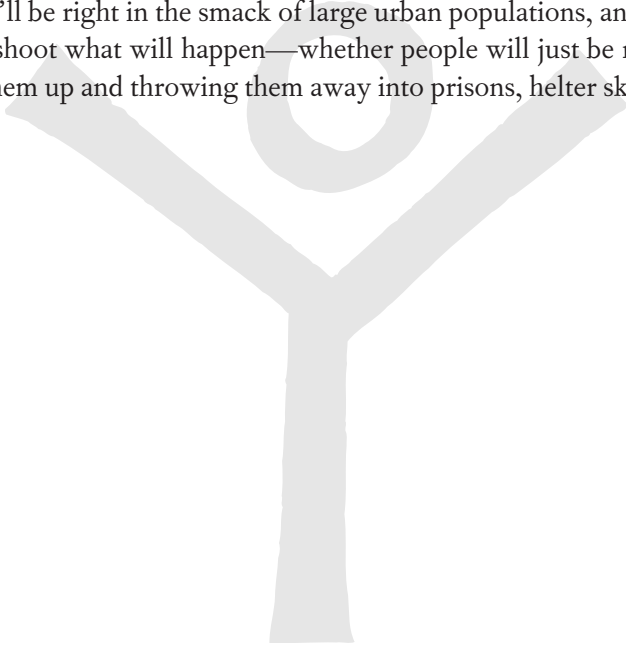 ’ll be right in the smack of large urban populations, an
shoot what will happen—whether people will just be
em up and throwing them away into prisons, helter sk